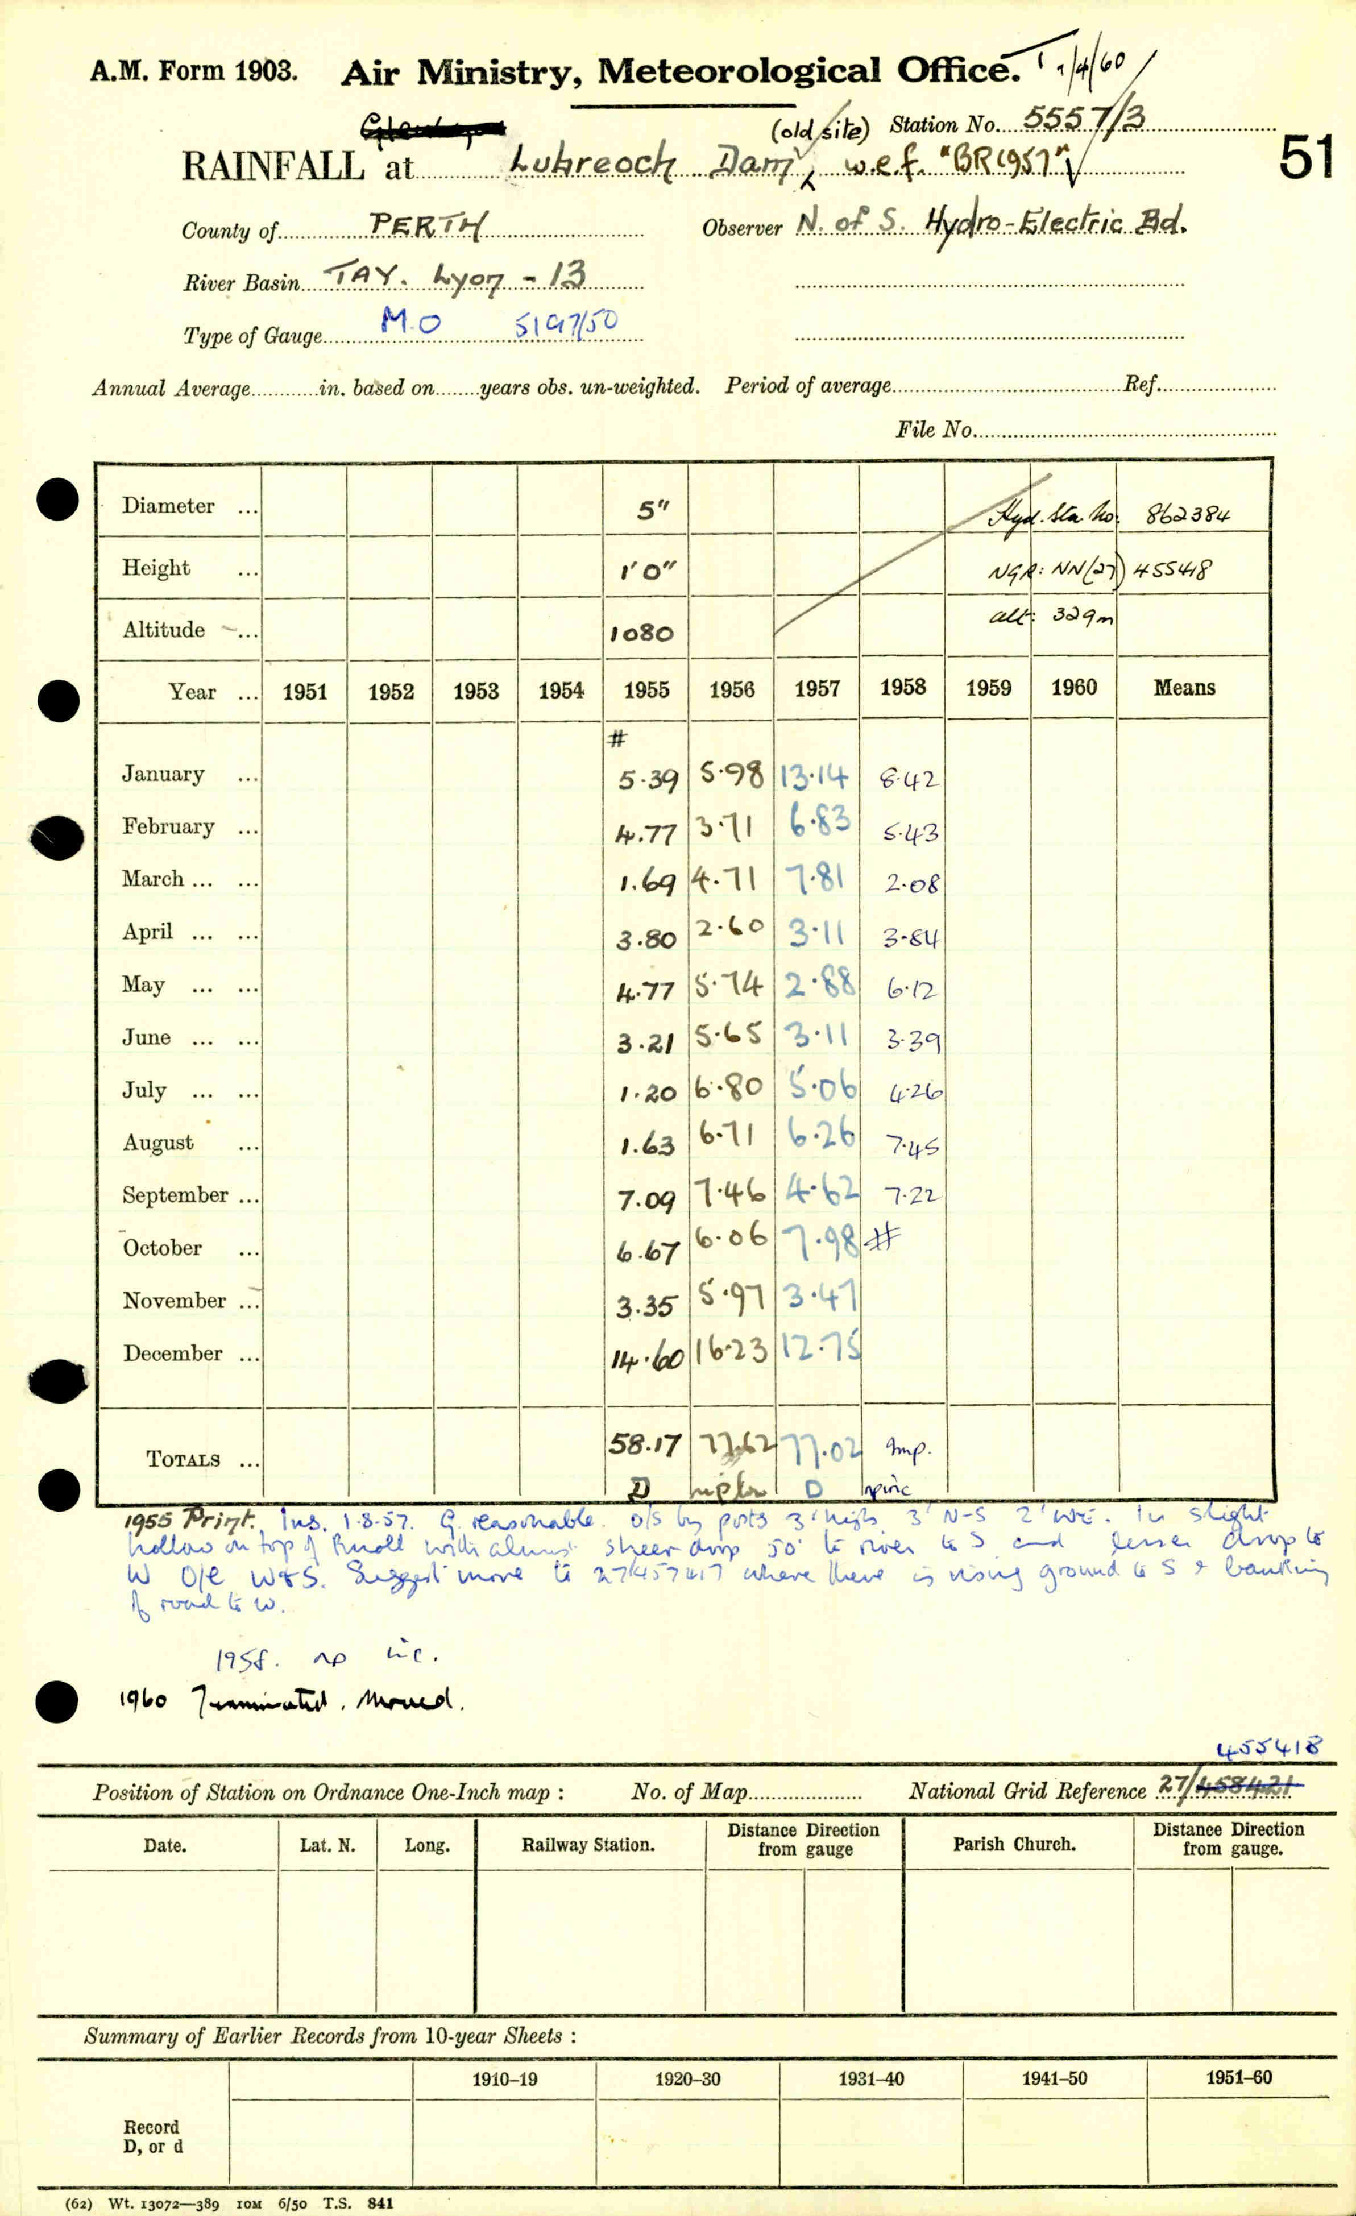 A.M. Form 1903. Air Ministry, Meteorological Office. T. 1/4/60
(old site) Station No. 5557/3
RAINFALL at Lubreoch Dam, w.e.f. "BR1957" 51
County of PERTH Observer N. of S. Hydro-Electric Bd.
River Basin TAY. Lyon - 13
Type of Gauge M.O 5197/50
Annual Average in. based on years obs. un-weighted. Period of average Ref.
File No.
Diameter ... 5" Hyd. Sta. No: 862384
Height ... 1'0" NGR: NN(27) 455418
Altitude ... 1080 alt: 329m
Year ... 1951 1952 1953 1954 1955 1956 1957 1958 1959 1960 Means
#
January ... 5.39 5.98 13.14 8.42
February ... 4.77 3.71 6.83 5.43
March ... ... 1.69 4.71 7.81 2.08
April ... ... 3.80 2.60 3.11 3.84
May ... ... 4.77 5.74 2.88 6.12
June ... ... 3.21 5.65 3.11 3.39
July ... ... 1.20 6.80 5.06 4.26
August ... 1.63 6.71 6.26 7.45
September ... 7.09 7.46 4.62 7.22
October ... 6.67 6.06 7.98 #
November ... 3.35 5.97 3.47
December ... 14.60 16.23 12.75
TOTALS ... 58.17 77.62 77.02 Imp.
D D np inc
1955 Print. Ins. 1.8.57. G. reasonable. o/s by posts 3' high 3' N-S 2' WE. In slight
hollow on top of knoll with almost sheer drop 50' to river to S and lesser drop to
W O/E W & S. Suggest move to 27/457417 where there is rising ground to S & banking
of road to W.
1958. np inc.
1960 Terminated. Moved.
455418
Position of Station on Ordnance One-Inch map : No. of Map National Grid Reference 27/458421
Date. Lat. N. Long. Railway Station. Distance Direction from gauge Parish Church. Distance Direction from gauge.
Summary of Earlier Records from 10-year Sheets :
1910–19 1920–30 1931–40 1941–50 1951–60
Record
D, or d
(62) Wt. 13072—389 10M 6/50 T.S. 841